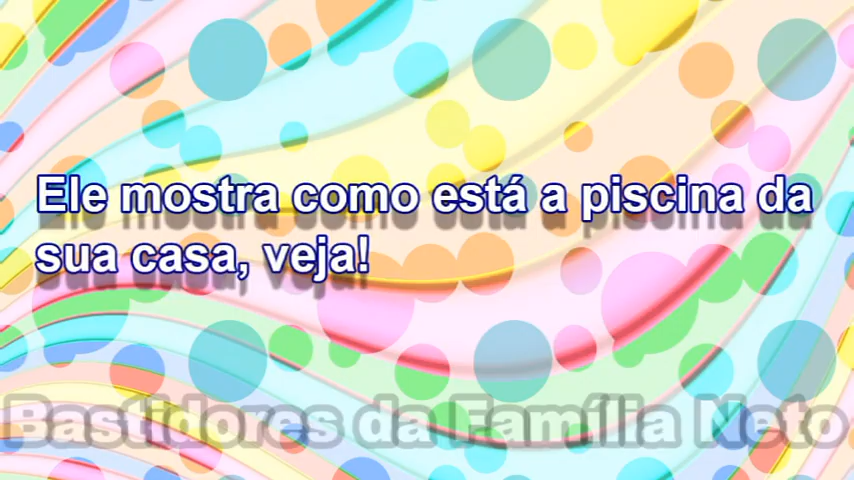 Ele mostra como está a piscina da
sua casa, veja!
Bastidores da Família Neto